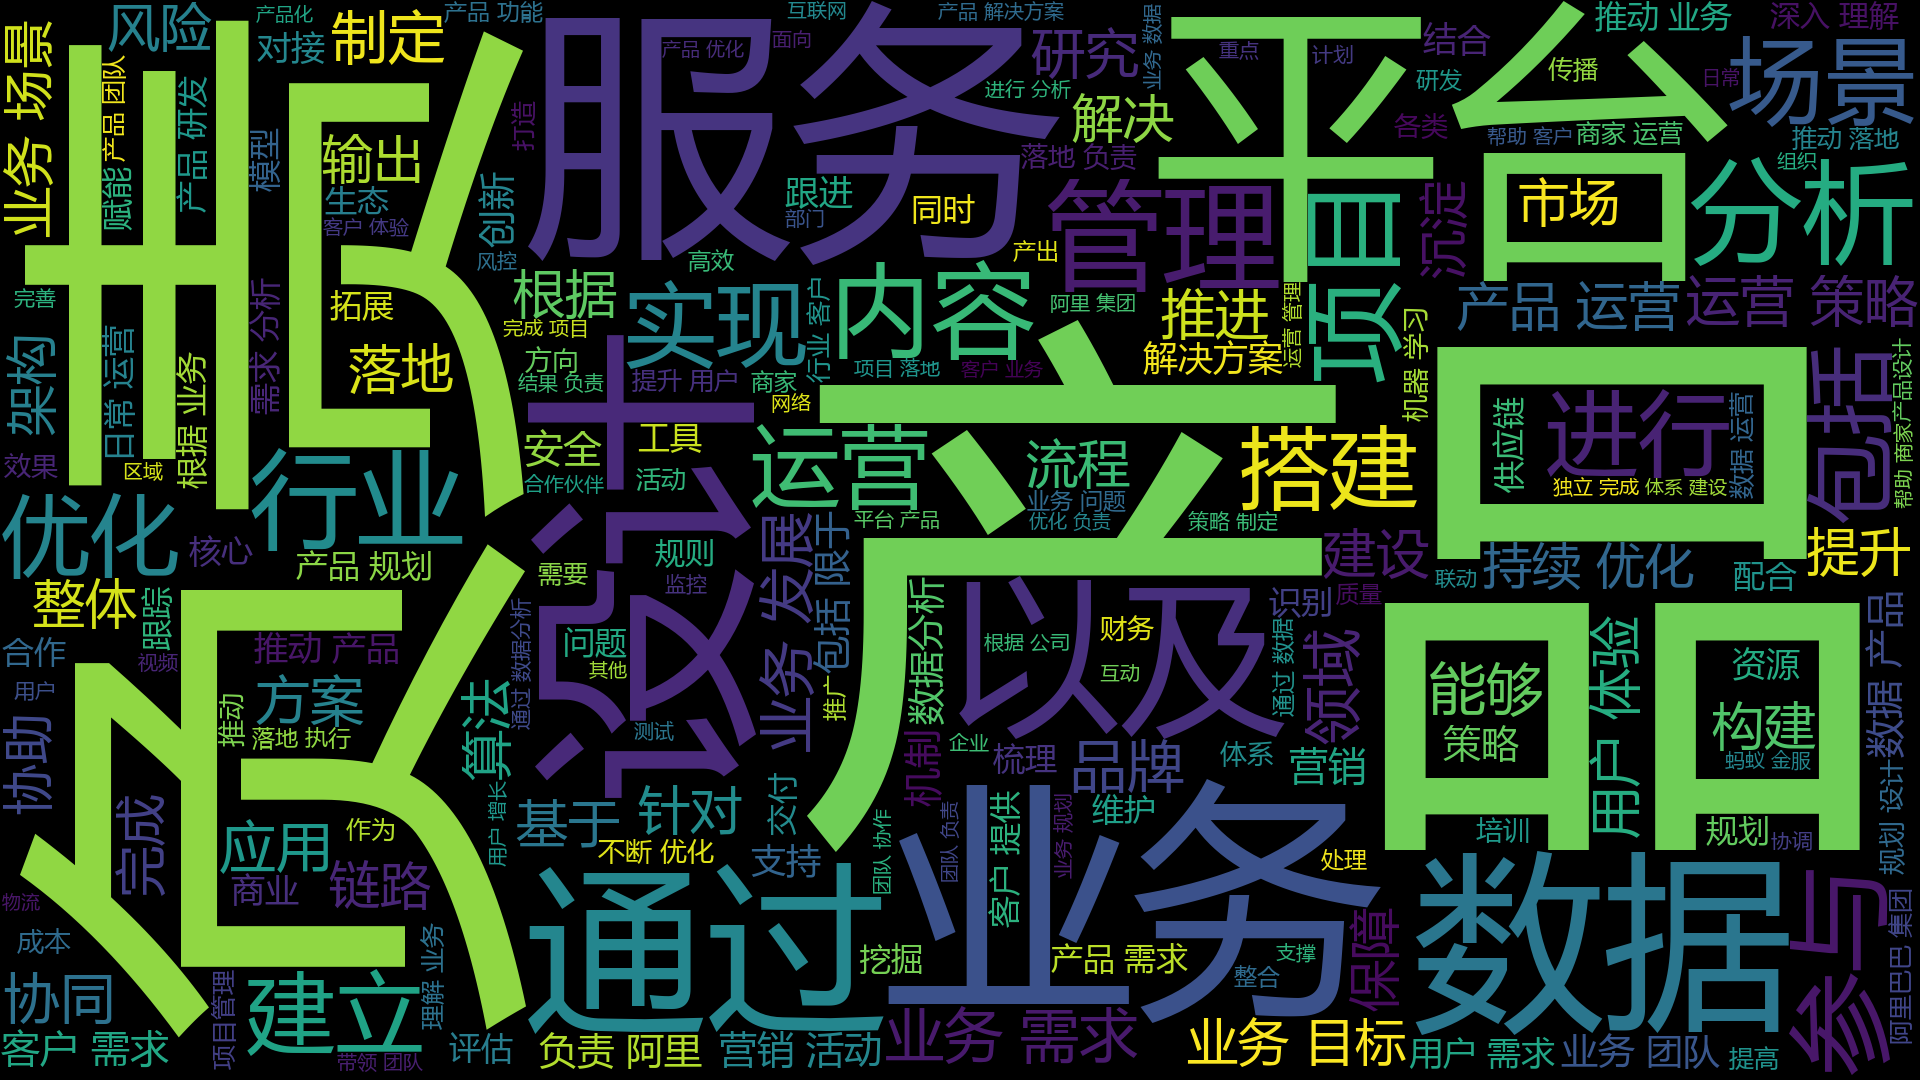 产品
负责
服务
平台
业务
数据
设计
以及
通过
管理
项目
内容
分析
场景
参与
包括
行业
优化
实现
运营
搭建
进行
建立
制定
风险
对接
产品化
产品 功能
互联网
产品 解决方案
业务 数据
推动 业务
深入 理解
业务 场景
产品 团队
产品 研发
赋能
模型
输出
生态
客户 体验
创新
风控
打造
产品 优化
面向
研究
进行 分析
解决
重点
计划
结合
研发
传播
日常
各类
帮助 客户
商家 运营
推动 落地
组织
落地 负责
跟进
部门
同时
产出
高效
市场
沉淀
完善
架构
日常 运营
根据 业务
需求 分析
拓展
落地
根据
完成 项目
方向
结果 负责
提升 用户
商家
行业 客户
项目 落地
客户 业务
阿里 集团
推进
解决方案
运营 管理
机器 学习
产品 运营
运营 策略
效果
区域
安全
合作伙伴
工具
活动
网络
平台 产品
流程
业务 问题
优化 负责
策略 制定
供应链
数据 运营
独立 完成
体系 建设
帮助 商家
产品设计
核心
产品 规划
需要
规则
监控
业务 发展
包括 限于
建设
联动
质量
持续 优化
配合
提升
整体
跟踪
合作
视频
推动 产品
用户
协助
方案
推动
落地 执行
算法
通过 数据分析
问题
其他
测试
推广
数据分析
根据 公司
财务
互动
识别
通过 数据
领域
能够
策略
用户 体验
资源
构建
蚂蚁 金服
数据 产品
规划 设计
机制
企业
梳理
品牌
体系
营销
完成
应用
作为
商业
链路
用户 增长
基于
针对
交付
不断 优化
支持
团队 协作
团队 负责
客户 提供
业务 规划
维护
处理
培训
规划
协调
物流
成本
协同
项目管理
业务
理解
挖掘
产品 需求
整合
支撑
保障
阿里巴巴 集团
客户 需求
带领 团队
评估
负责 阿里
营销 活动
业务 需求
业务 目标
用户 需求
业务 团队
提高